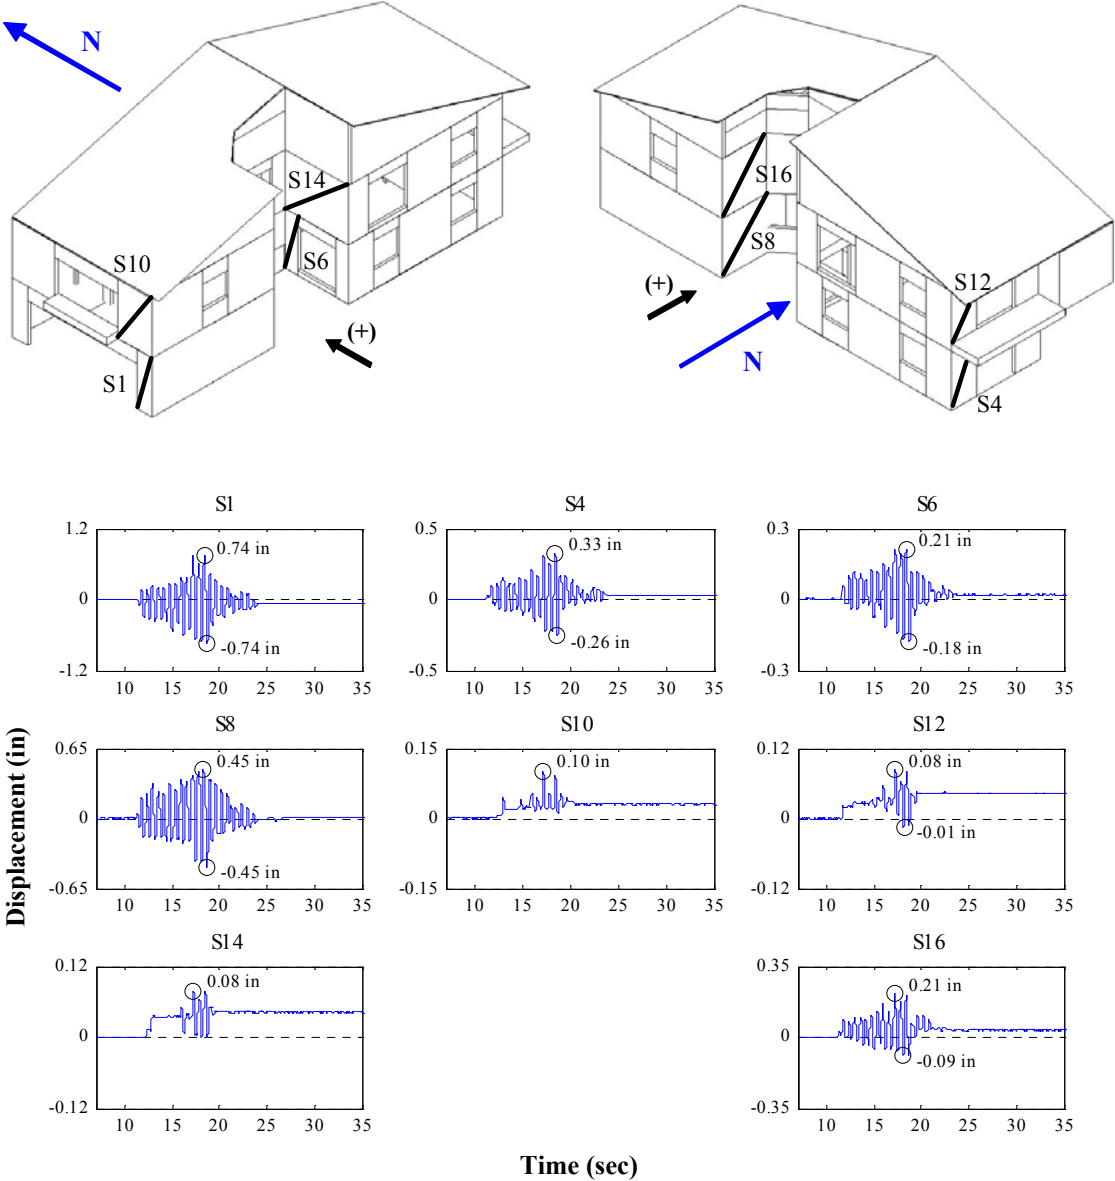 N
S14
S10
S6
(+)
S1
S16
S8
(+)
S12
N
S4
S1
1.2
0
-1.2
0.74 in
-0.74 in
10 15 20 25 30 35
S4
0.5
0
-0.5
0.33 in
-0.26 in
10 15 20 25 30 35
S6
0.3
0
-0.3
0.21 in
-0.18 in
10 15 20 25 30 35
Displacement (in)
S8
0.65
0
-0.65
0.45 in
-0.45 in
10 15 20 25 30 35
S10
0.15
0
-0.15
0.10 in
10 15 20 25 30 35
S12
0.12
0
-0.12
0.08 in
-0.01 in
10 15 20 25 30 35
S14
0.12
0
-0.12
0.08 in
10 15 20 25 30 35
S16
0.35
0
-0.35
0.21 in
-0.09 in
10 15 20 25 30 35
Time (sec)